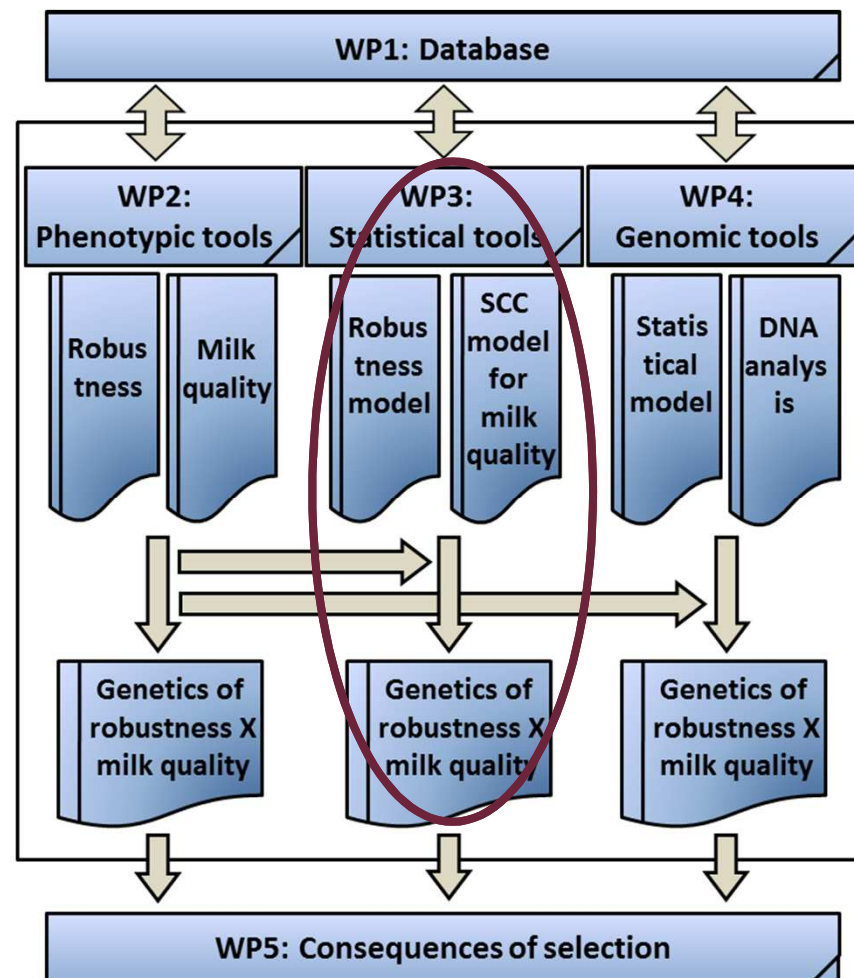 WP1: Database
WP2:
Phenotypic tools
WP3:
Statistical tools
WP4:
Genomic tools
Robus
tness
Milk
quality
Robus
tness
model
SCC
model
for
milk
quality
Statis
tical
model
DNA
analys
is
Genetics of
robustness X
milk quality
Genetics of
robustness X
milk quality
Genetics of
robustness X
milk quality
WP5: Consequences of selection